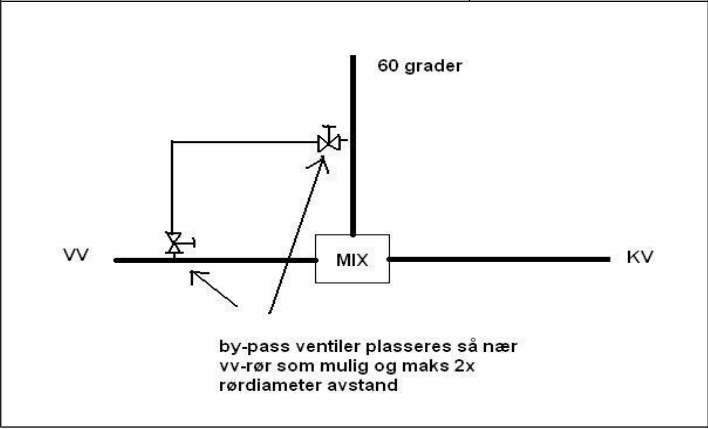 60 grader
VV
MIX
KV
by-pass ventiler plasseres så nær
vv-rør som mulig og maks 2x
rørdiameter avstand